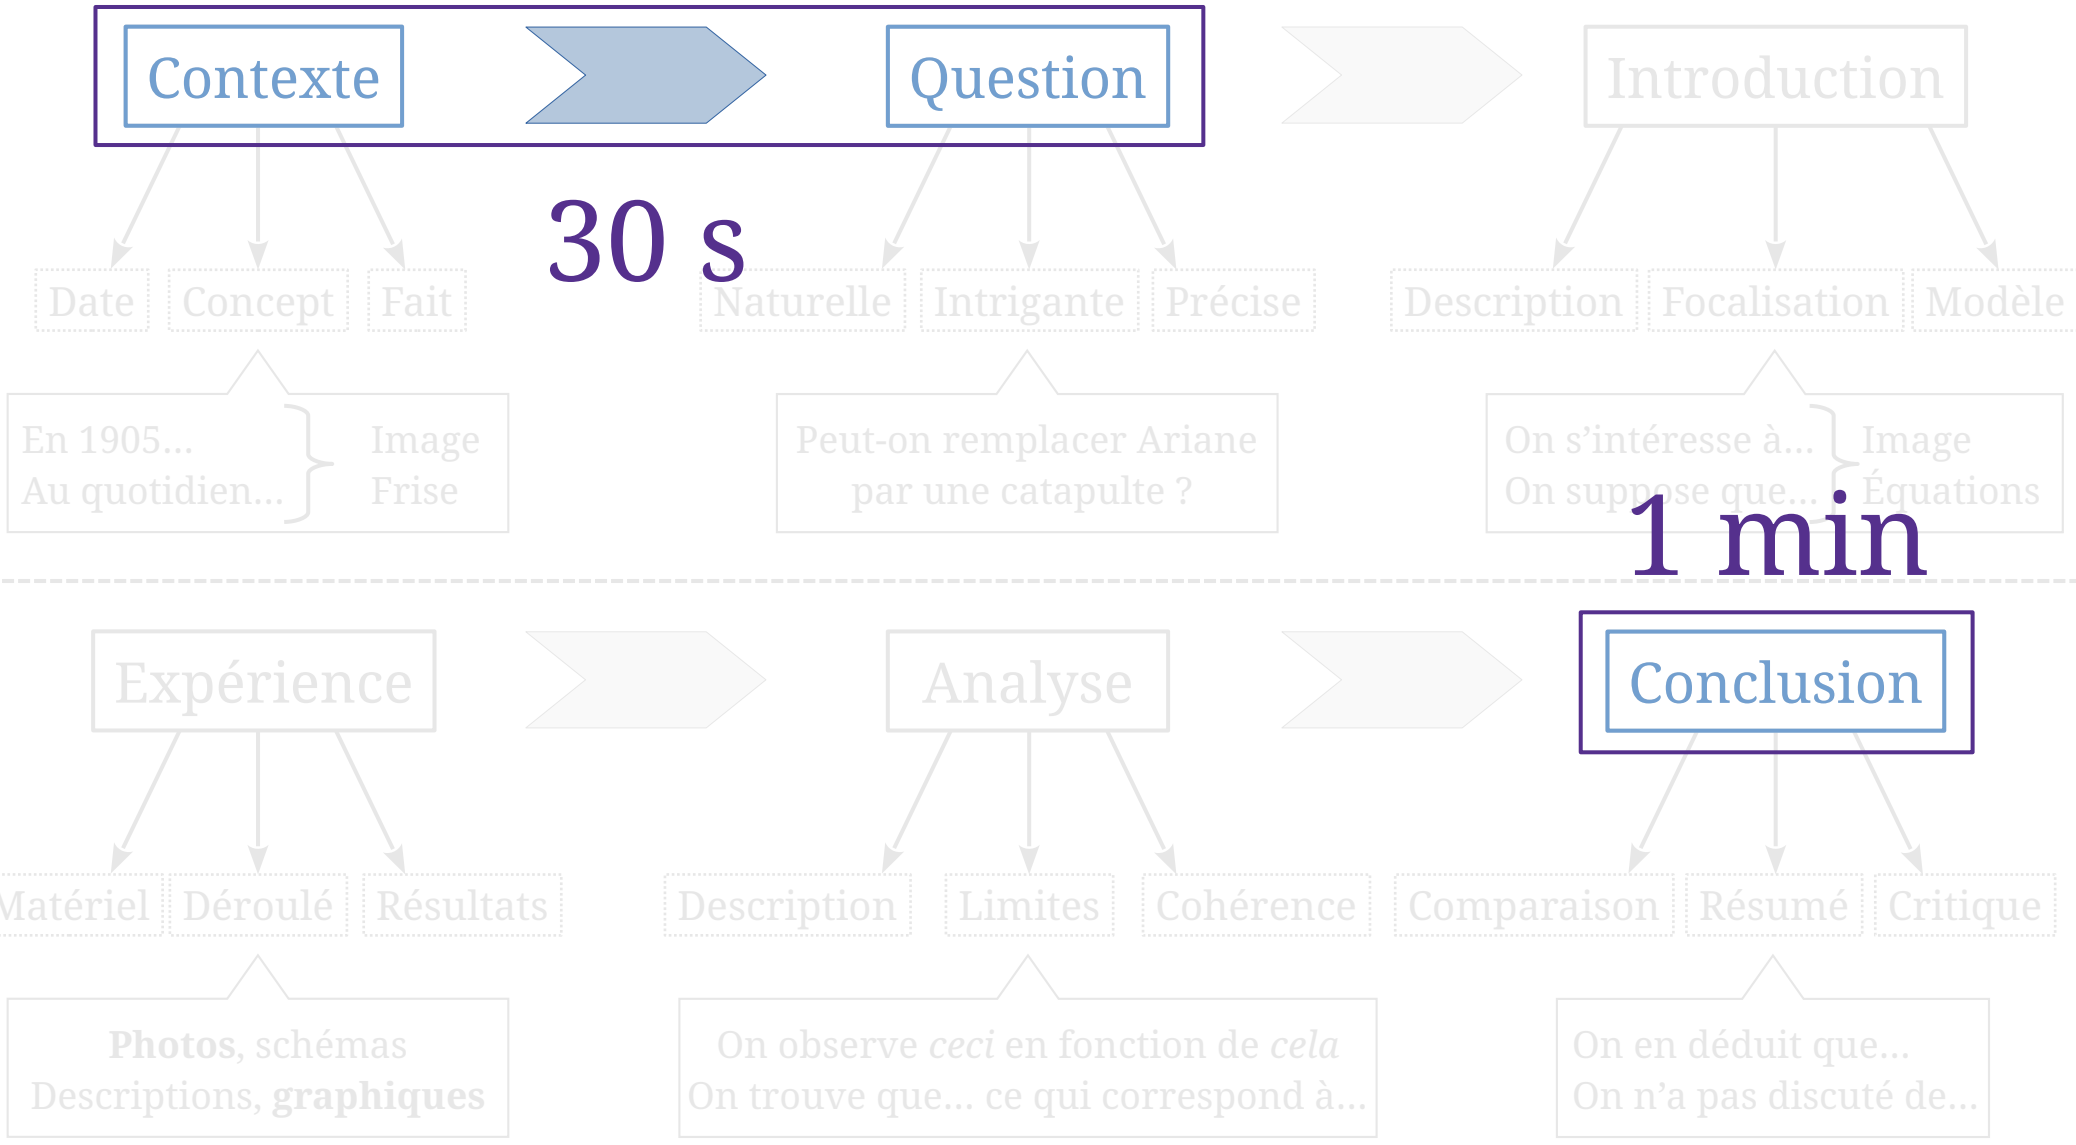 Contexte
Question
Introduction
30 s
Date
Concept
Fait
Naturelle
Intrigante
Précise
Description
Focalisation
Modèle
En 1905…
Au quotidien…
Image
Frise
Peut-on remplacer Ariane
par une catapulte ?
On s’intéresse à…
On suppose que…
Image
Équations
1 min
Expérience
Analyse
Conclusion
Matériel
Déroulé
Résultats
Description
Limites
Cohérence
Comparaison
Résumé
Critique
Photos, schémas
Descriptions, graphiques
On observe ceci en fonction de cela
On trouve que… ce qui correspond à…
On en déduit que…
On n’a pas discuté de…